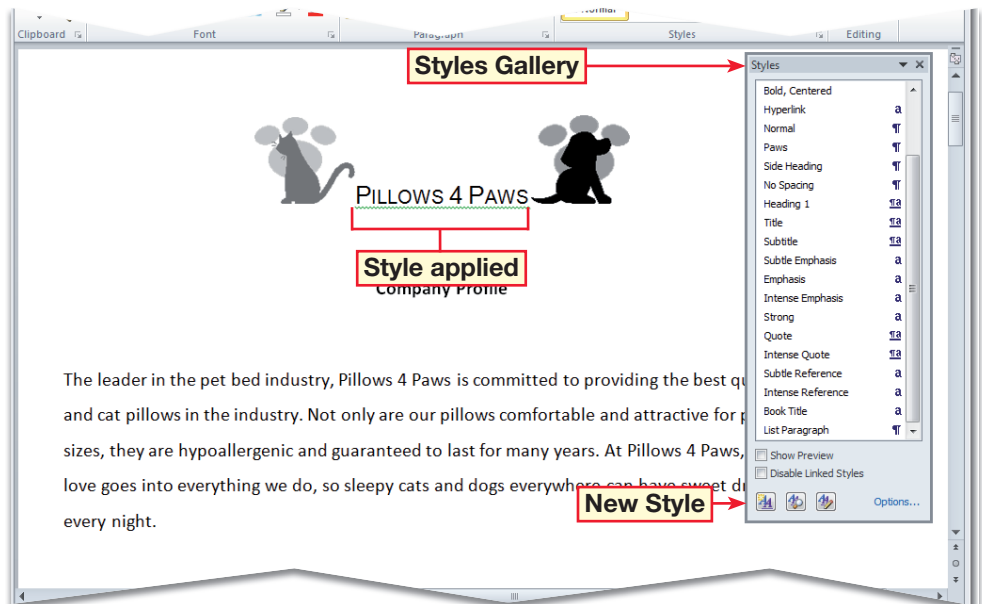 Normal
Clipboard
Font
Paragraph
Styles
Editing
Styles Gallery
Styles
Bold, Centered
Hyperlink a
Normal ¶
Paws ¶
Side Heading ¶
No Spacing ¶
Heading 1 ¶a
Title ¶a
Subtitle ¶a
Subtle Emphasis a
Emphasis a
Intense Emphasis a
Strong a
Quote ¶a
Intense Quote ¶a
Subtle Reference a
Intense Reference a
Book Title a
List Paragraph ¶
Show Preview
Disable Linked Styles
Options...
New Style
PILLOWS 4 PAWS
Style applied
Company Profile
The leader in the pet bed industry, Pillows 4 Paws is committed to providing the best
and cat pillows in the industry. Not only are our pillows comfortable and attractive for
sizes, they are hypoallergenic and guaranteed to last for many years. At Pillows 4 Paws,
love goes into everything we do, so sleepy cats and dogs everywhere can have sweet
every night.